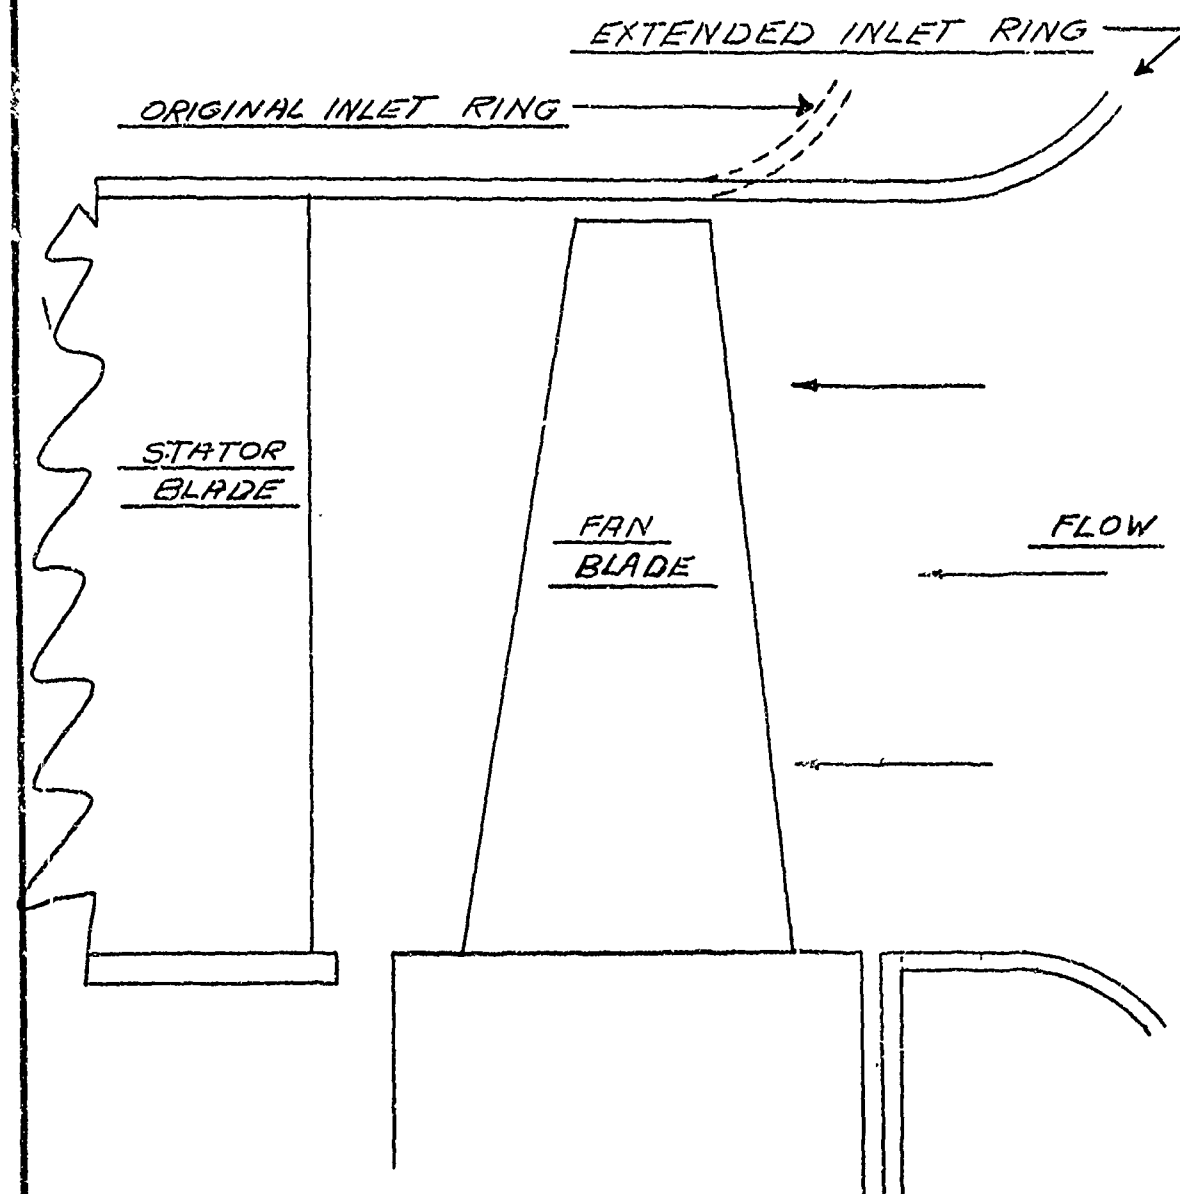 EXTENDED INLET RING
ORIGINAL INLET RING
STATOR
BLADE
FAN
BLADE
FLOW